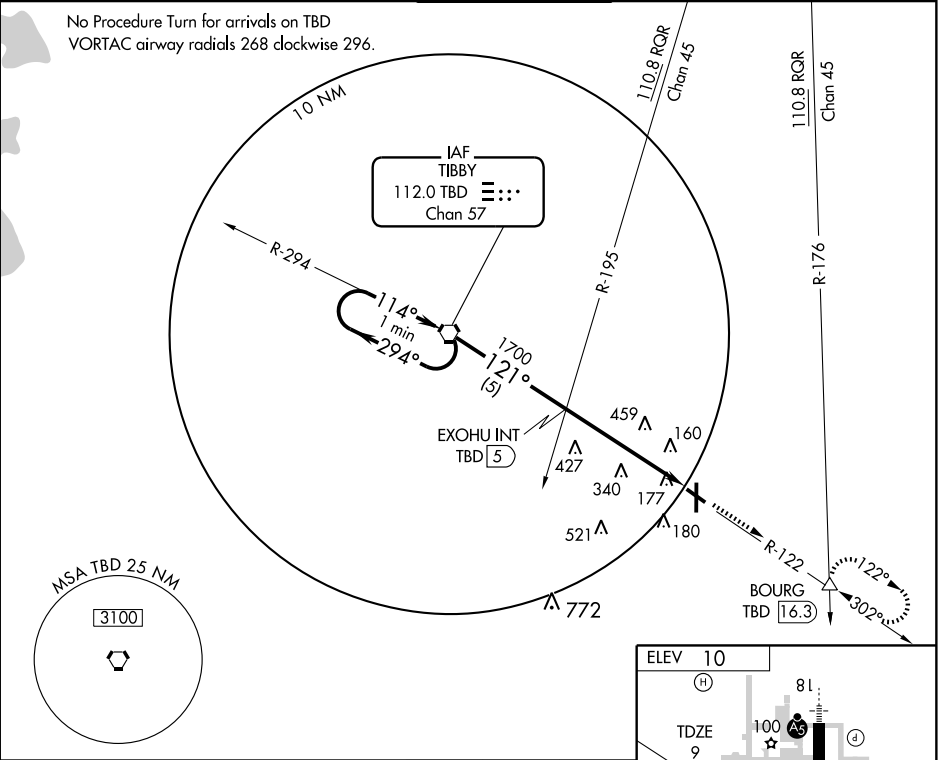 No Procedure Turn for arrivals on TBD
VORTAC airway radials 268 clockwise 296.
10 NM
IAF
TIBBY
112.0 TBD
Chan 57
110.8 RQR
Chan 45
110.8 RQR
Chan 45
R-294
R-195
R-176
114°
1 min
294°
1700
121°
(5)
EXOHU INT
TBD 5
459
160
427
340
177
521
180
772
R-122
BOURG
TBD 16.3
122°
302°
MSA TBD 25 NM
3100
ELEV 10
H
18
TDZE
9
100
A5
P